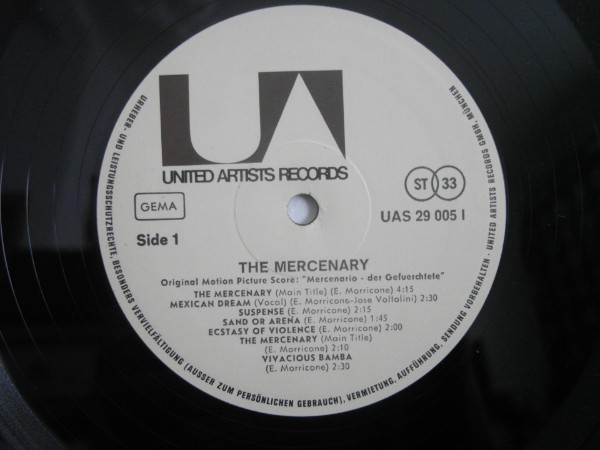 UA
UNITED ARTISTS RECORDS
GEMA
ST 33
UAS 29 005 I
Side 1
THE MERCENARY
Original Motion Picture Score: "Mercenario - der Gefuerchtete"
THE MERCENARY (Main Title) (E. Morricone) 4:15
MEXICAN DREAM (Vocal) (E. Morricone-Jose Valtolini) 2:30
SUSPENSE (E. Morricone) 2:15
SAND OR ARENA (E. Morricone) 1:45
ECSTASY OF VIOLENCE (E. Morricone) 2:00
THE MERCENARY (Main Title)
(E. Morricone) 2:10
VIVACIOUS BAMBA
(E. Morricone) 2:30
URHEBER- UND LEISTUNGSSCHUTZRECHTE, BESONDERS VERVIELFÄLTIGUNG (AUSSER ZUM PERSÖNLICHEN GEBRAUCH), VERMIETUNG, AUFFÜHRUNG, SENDUNG VORBEHALTEN · UNITED ARTISTS RECORDS GMBH, MÜNCHEN